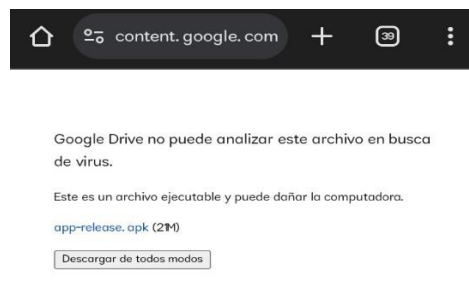 content.google.com
39
Google Drive no puede analizar este archivo en busca
de virus.
Este es un archivo ejecutable y puede dañar la computadora.
app-release.apk (21M)
Descargar de todos modos